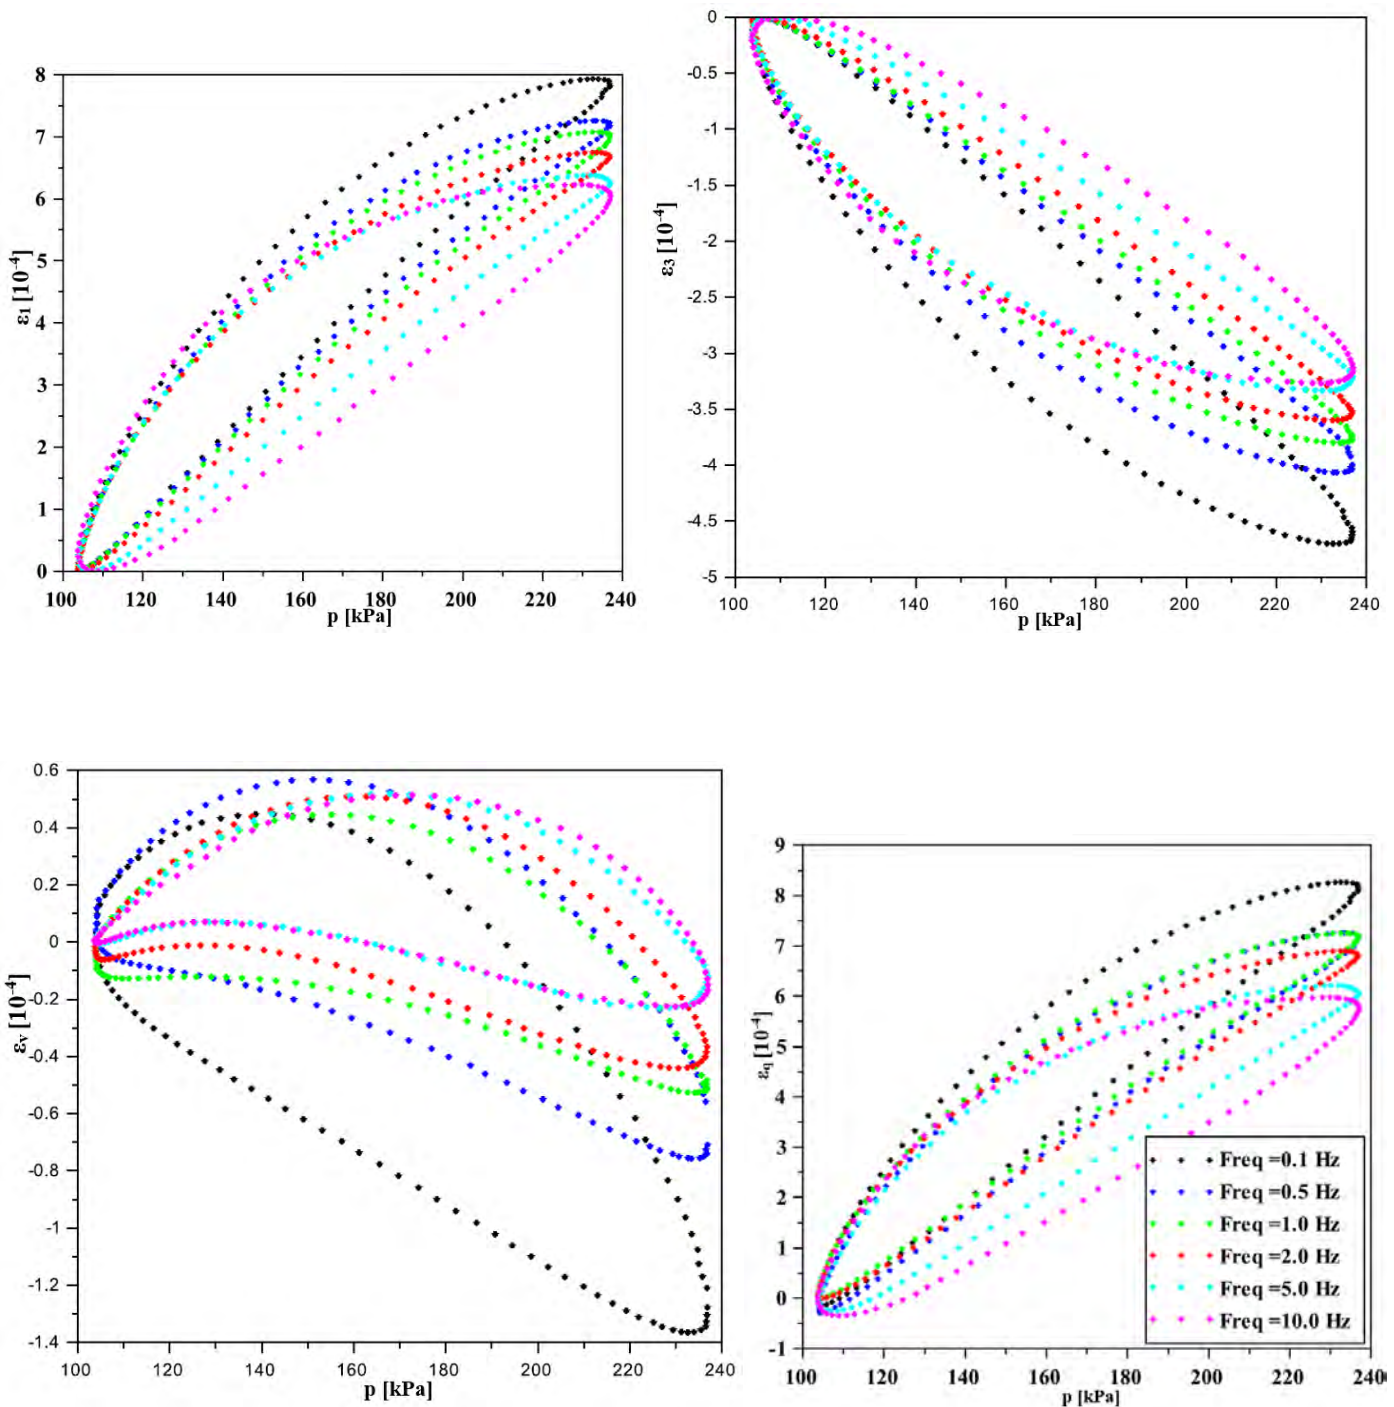 8
7
6
5
4
3
2
1
0
ε1 [10-4]
100 120 140 160 180 200 220 240
p [kPa]
0
-0.5
-1
-1.5
-2
-2.5
-3
-3.5
-4
-4.5
-5
ε3 [10-4]
100 120 140 160 180 200 220 240
p [kPa]
0.6
0.4
0.2
0
-0.2
-0.4
-0.6
-0.8
-1
-1.2
-1.4
εv [10-4]
100 120 140 160 180 200 220 240
p [kPa]
9
8
7
6
5
4
3
2
1
0
-1
εq [10-4]
Freq =0.1 Hz
Freq =0.5 Hz
Freq =1.0 Hz
Freq =2.0 Hz
Freq =5.0 Hz
Freq =10.0 Hz
100 120 140 160 180 200 220 240
p [kPa]